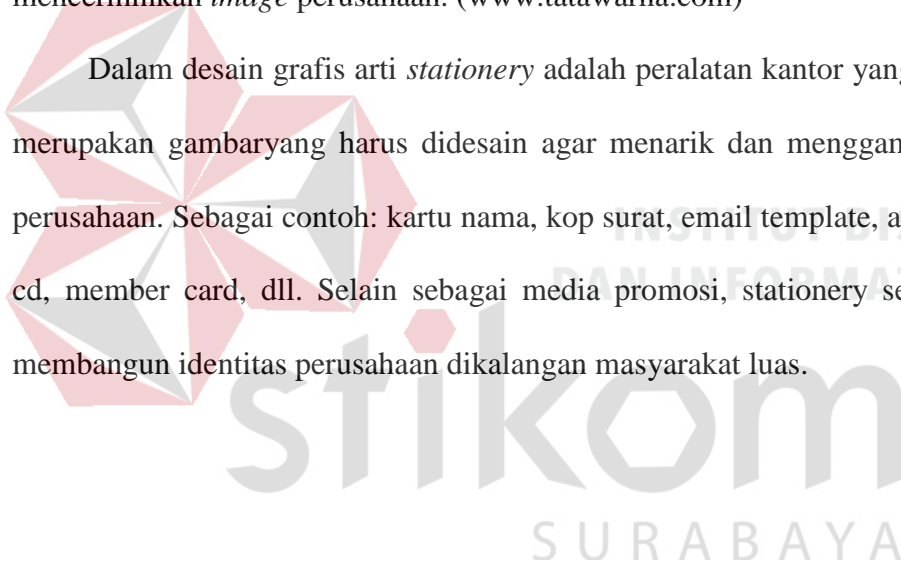 mencerminkan image perusahaan. (www.tatawarna.com)
Dalam desain grafis arti stationery adalah peralatan kantor yang
merupakan gambaryang harus didesain agar menarik dan menggam
perusahaan. Sebagai contoh: kartu nama, kop surat, email template, a
INSTITUT BI
cd, member card, dll. Selain sebagai media promosi, stationery se
DAN INFORMAT
membangun identitas perusahaan dikalangan masyarakat luas.
stikom
SURABAYA